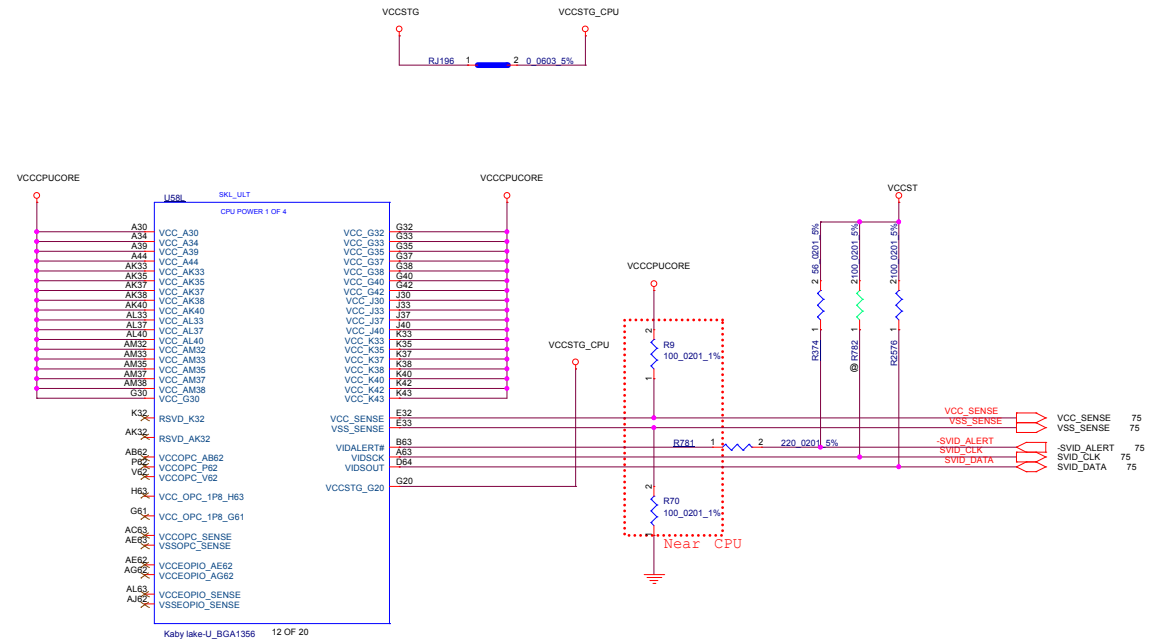 VCCSTG
VCCSTG_CPU
RJ196 1 2 0_0603_5%
VCCCPUCORE
VCCCPUCORE
U58L
SKL_ULT
CPU POWER 1 OF 4
A30 VCC_A30
A34 VCC_A34
A39 VCC_A39
A44 VCC_A44
AK33 VCC_AK33
AK35 VCC_AK35
AK37 VCC_AK37
AK38 VCC_AK38
AK40 VCC_AK40
AL33 VCC_AL33
AL37 VCC_AL37
AL40 VCC_AL40
AM32 VCC_AM32
AM33 VCC_AM33
AM35 VCC_AM35
AM37 VCC_AM37
AM38 VCC_AM38
G30 VCC_G30
K32 RSVD_K32
AK32 RSVD_AK32
AB62 VCCOPC_AB62
P62 VCCOPC_P62
V62 VCCOPC_V62
H63 VCC_OPC_1P8_H63
G61 VCC_OPC_1P8_G61
AC63 VCCOPC_SENSE
AE63 VSSOPC_SENSE
AE62 VCCEOPIO_AE62
AG62 VCCEOPIO_AG62
AL63 VCCEOPIO_SENSE
AJ62 VSSEOPIO_SENSE
VCC_G32 G32
VCC_G33 G33
VCC_G35 G35
VCC_G37 G37
VCC_G38 G38
VCC_G40 G40
VCC_G42 G42
VCC_J30 J30
VCC_J33 J33
VCC_J37 J37
VCC_J40 J40
VCC_K33 K33
VCC_K35 K35
VCC_K37 K37
VCC_K38 K38
VCC_K40 K40
VCC_K42 K42
VCC_K43 K43
VCC_SENSE E32
VSS_SENSE E33
VIDALERT# B63
VIDSCK A63
VIDSOUT D64
VCCSTG_G20 G20
Kaby lake-U_BGA1356 12 OF 20
VCCSTG_CPU
VCCCPUCORE
2
R9
100_0201_1%
1
R781 1 2 220_0201_5%
2
R70
100_0201_1%
1
Near CPU
VCCST
R374 1 2 56_0201_5%
@R782 1 2100_0201_5%
R2576 1 2100_0201_5%
VCC_SENSE VCC_SENSE 75
VSS_SENSE VSS_SENSE 75
-SVID_ALERT -SVID_ALERT 75
SVID_CLK SVID_CLK 75
SVID_DATA SVID_DATA 75